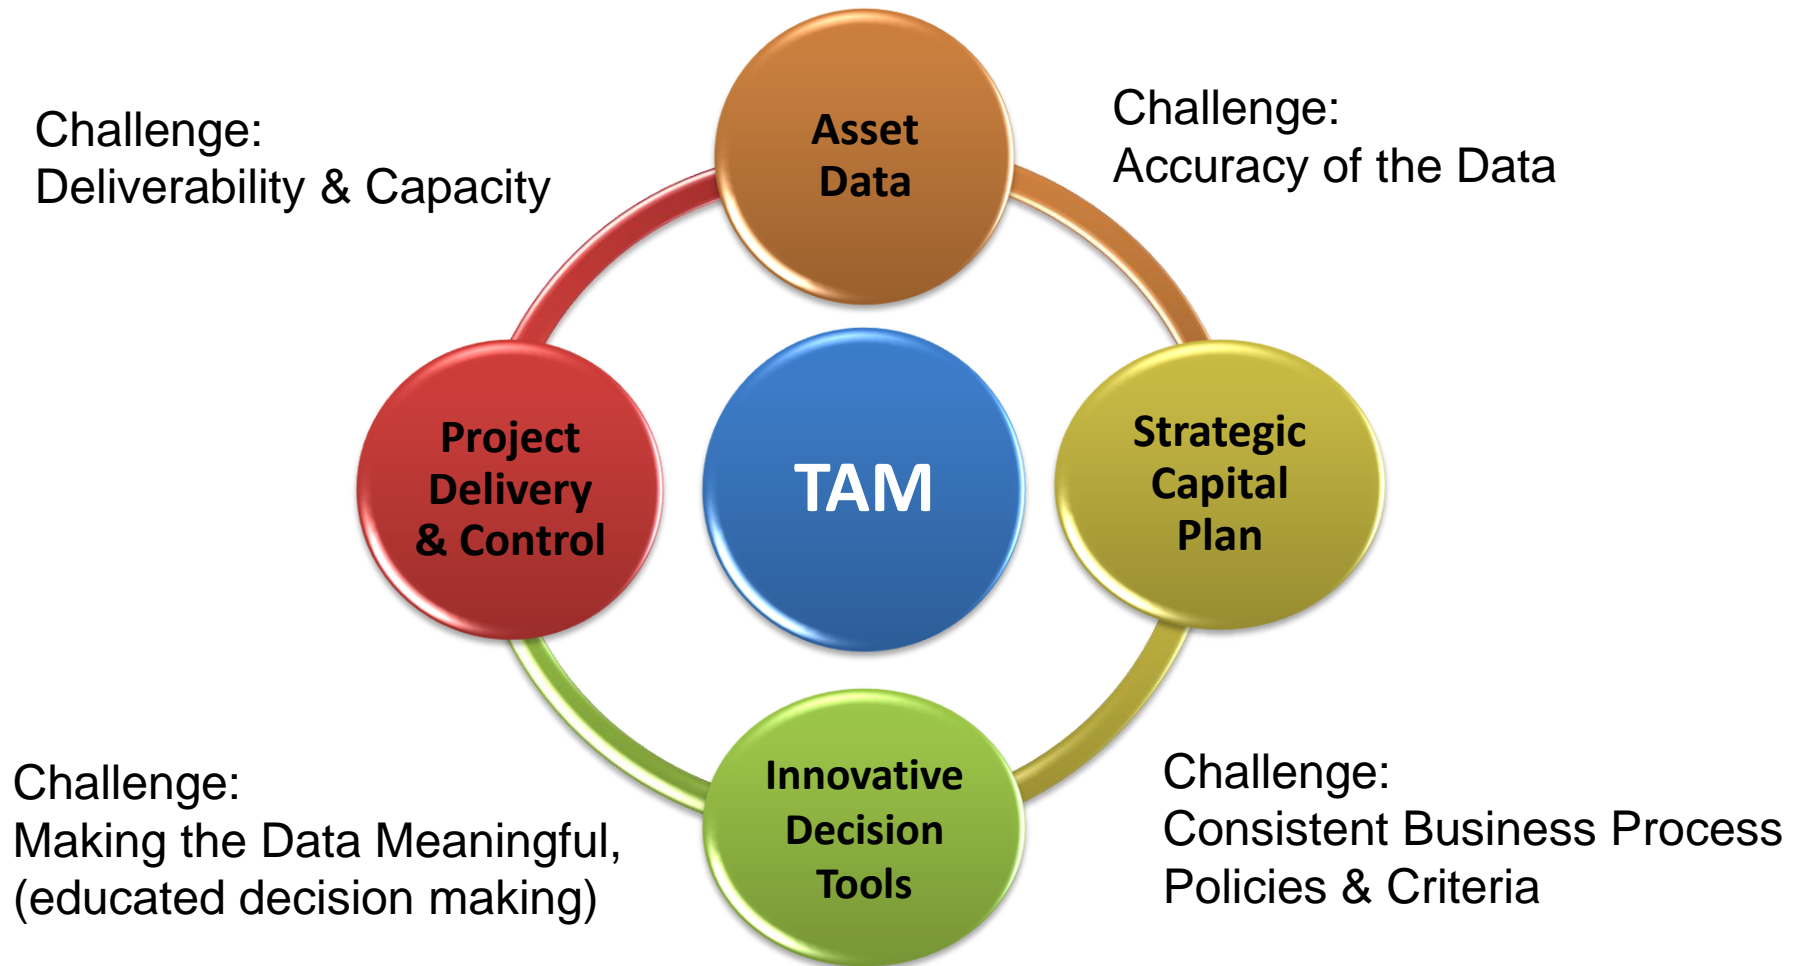 Asset
Data
Challenge:
Accuracy of the Data
Challenge:
Deliverability & Capacity
Project
Delivery
& Control
TAM
Strategic
Capital
Plan
Innovative
Decision
Tools
Challenge:
Making the Data Meaningful,
(educated decision making)
Challenge:
Consistent Business Process
Policies & Criteria